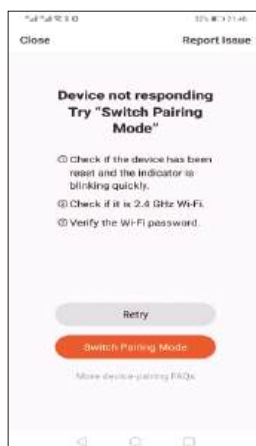 Close
Report Issue
Device not responding
Try "Switch Pairing
Mode"
① Check if the device has been
reset and the indicator is
blinking quickly.
② Check if it is 2.4 GHz Wi-Fi.
③ Verify the Wi-Fi password.
Retry
Switch Pairing Mode
More device-pairing FAQs